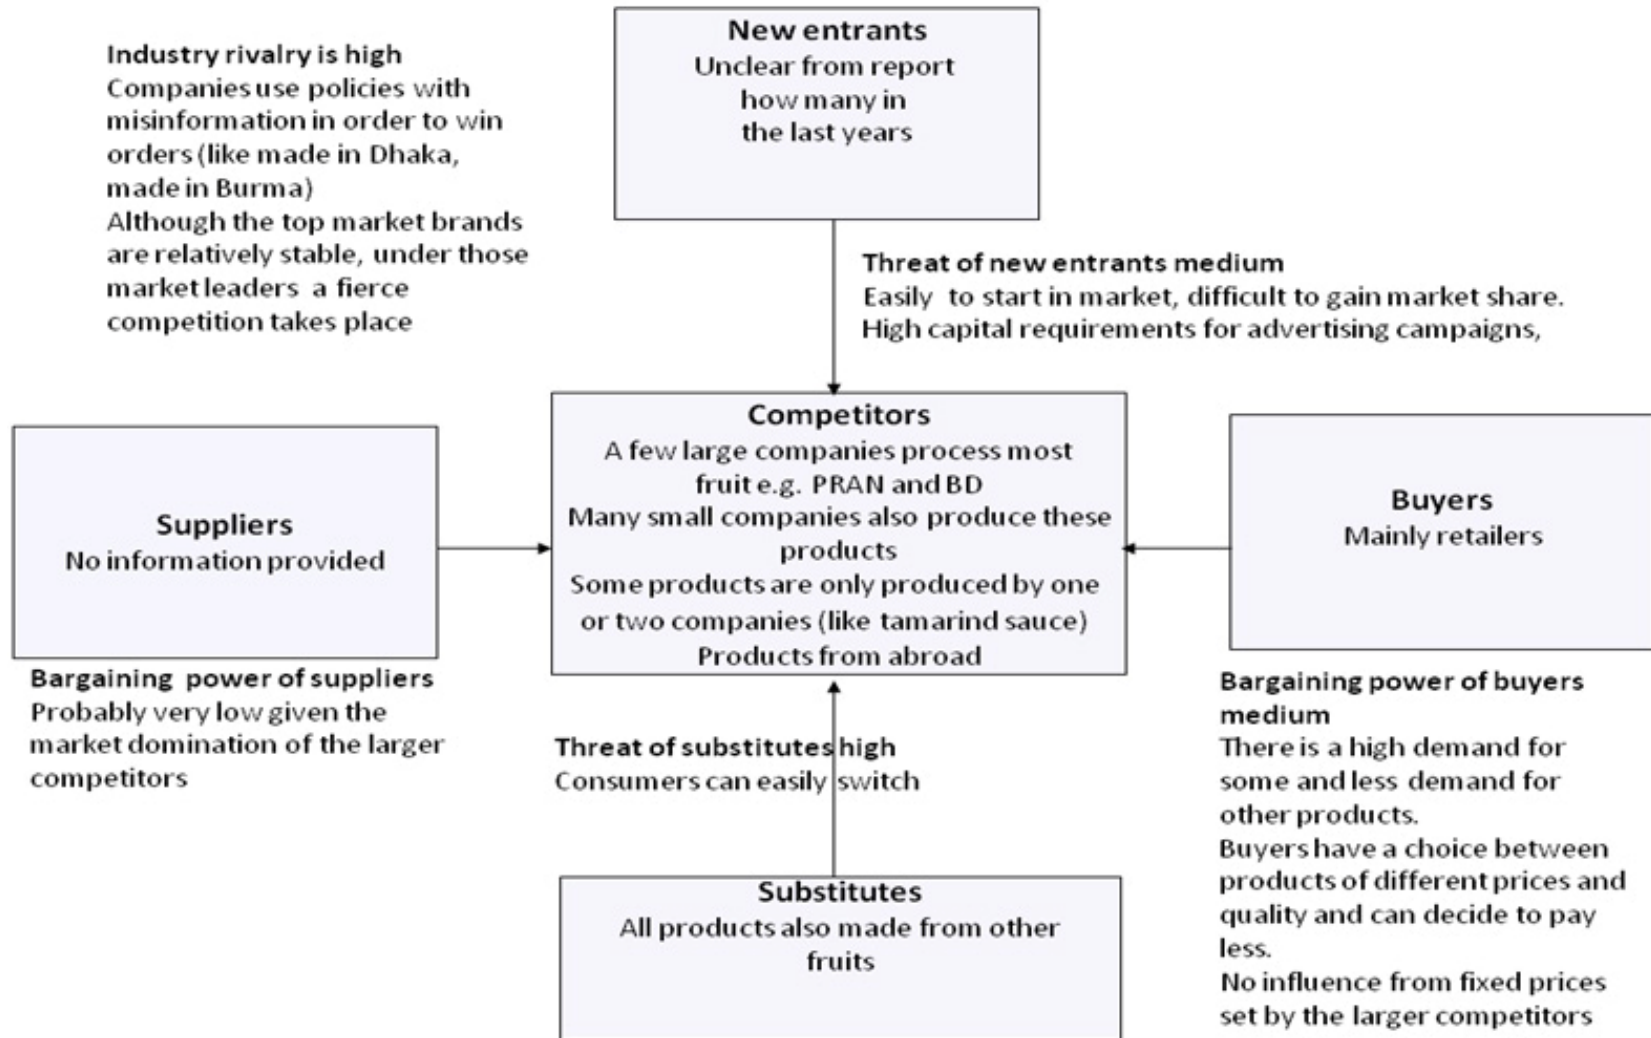 New entrants
Unclear from report
how many in
the last years
Industry rivalry is high
Companies use policies with
misinformation in order to win
orders (like made in Dhaka,
made in Burma)
Although the top market brands
are relatively stable, under those
market leaders a fierce
competition takes place
Threat of new entrants medium
Easily to start in market, difficult to gain market share.
High capital requirements for advertising campaigns,
Competitors
A few large companies process most
fruit e.g. PRAN and BD
Many small companies also produce these
products
Some products are only produced by one
or two companies (like tamarind sauce)
Products from abroad
Suppliers
No information provided
Bargaining power of suppliers
Probably very low given the
market domination of the larger
competitors
Buyers
Mainly retailers
Bargaining power of buyers
medium
There is a high demand for
some and less demand for
other products.
Buyers have a choice between
products of different prices and
quality and can decide to pay
less.
No influence from fixed prices
set by the larger competitors
Threat of substitutes high
Consumers can easily switch
Substitutes
All products also made from other
fruits